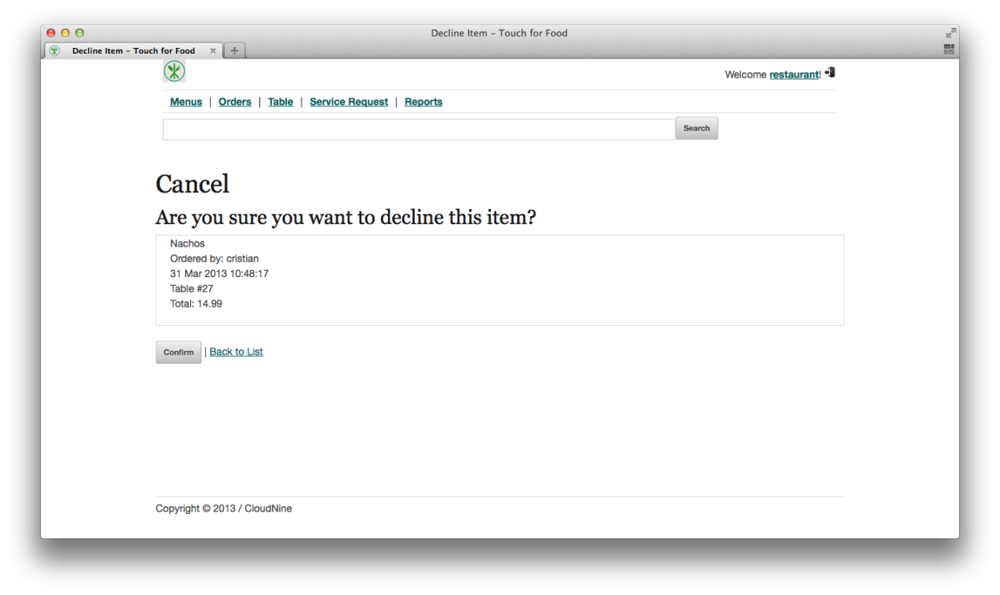 Decline Item – Touch for Food
Decline Item – Touch for Food
Welcome restaurant!
Menus | Orders | Table | Service Request | Reports
Search
Cancel
Are you sure you want to decline this item?
Nachos
Ordered by: cristian
31 Mar 2013 10:48:17
Table #27
Total: 14.99
Confirm | Back to List
Copyright © 2013 / CloudNine